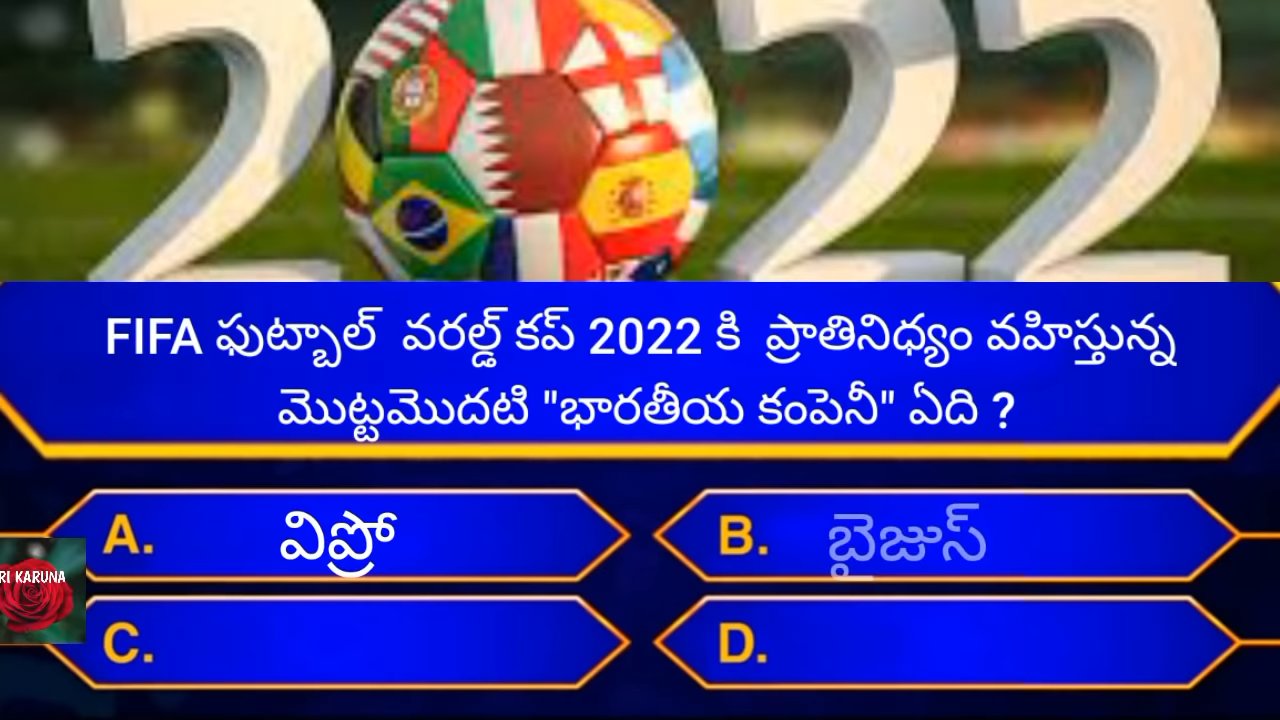 2022
FIFA ఫుట్బాల్ వరల్డ్ కప్ 2022 కి ప్రాతినిధ్యం వహిస్తున్న
మొట్టమొదటి "భారతీయ కంపెనీ" ఏది ?
A. విప్రో
B. బైజుస్
RI KARUNA
C.
D.